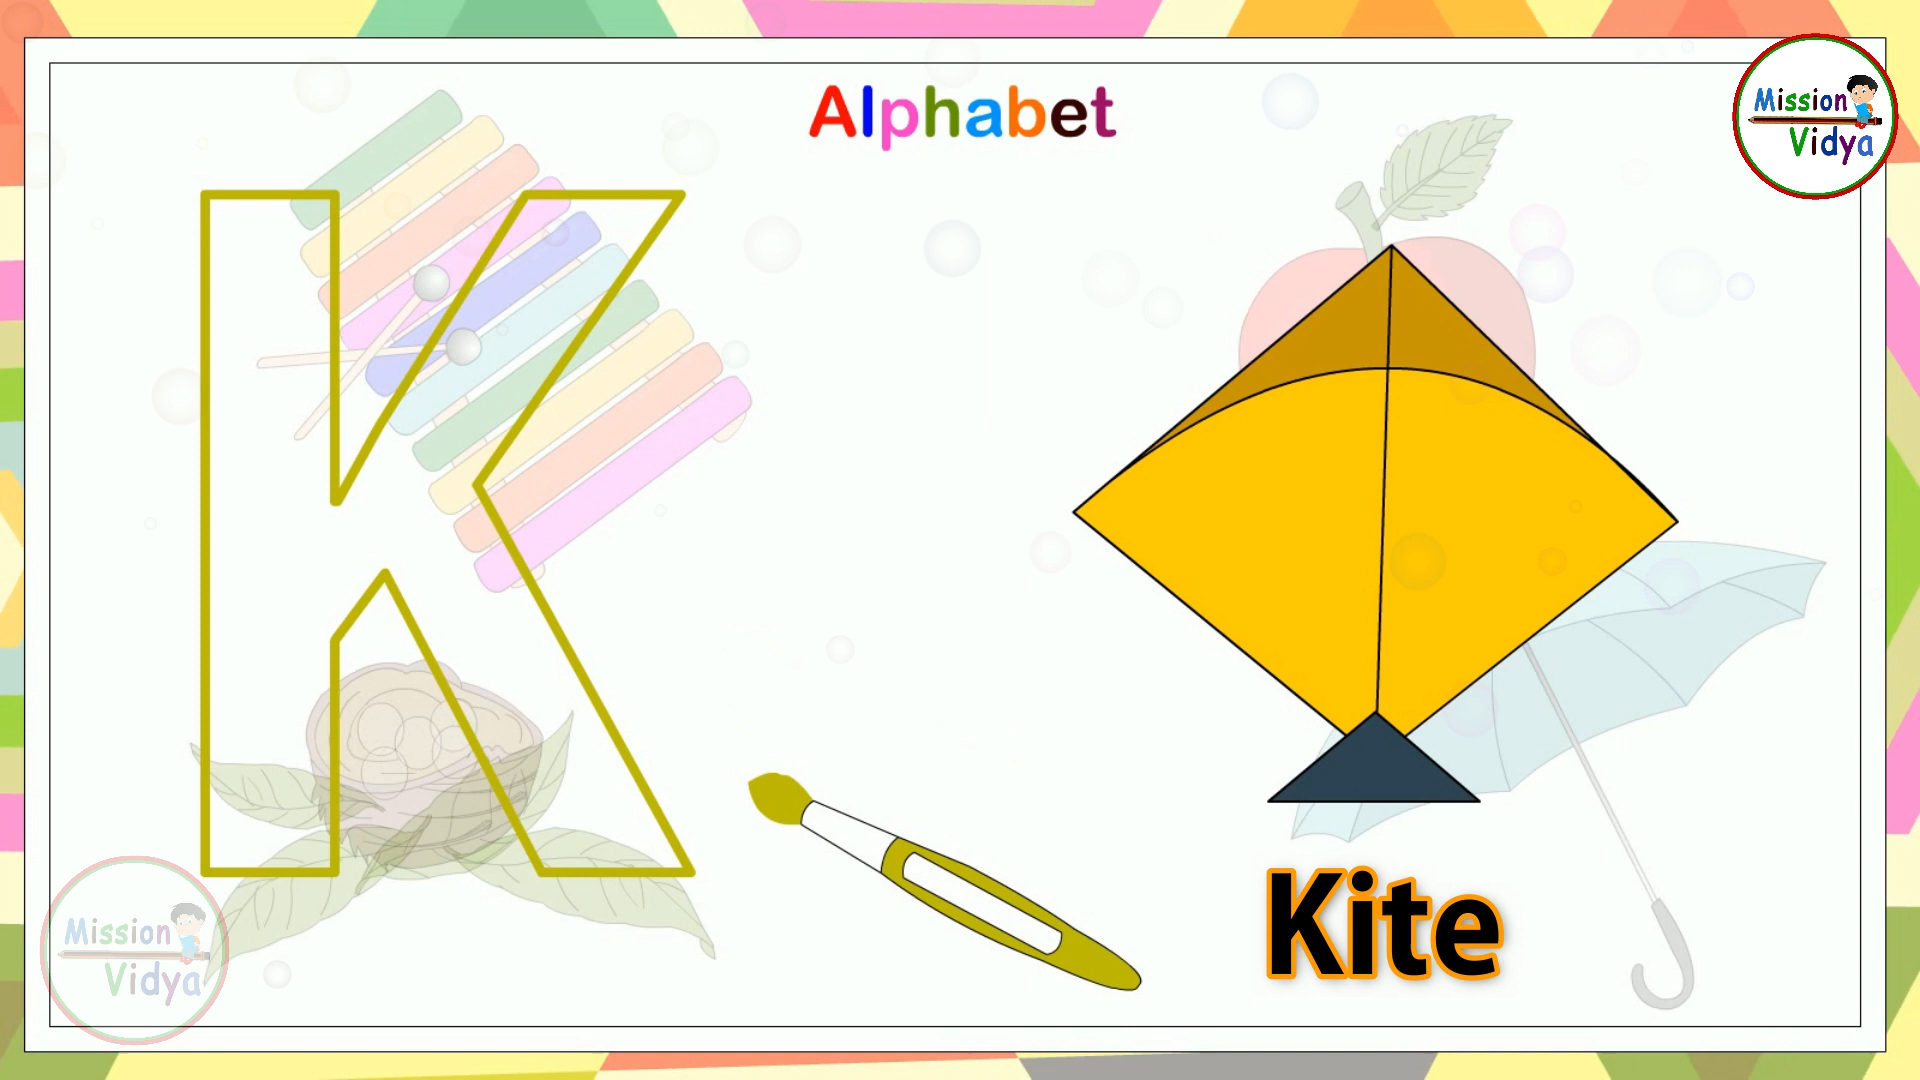 Alphabet
Mission
Vidya
K
Kite
Mission
Vidya